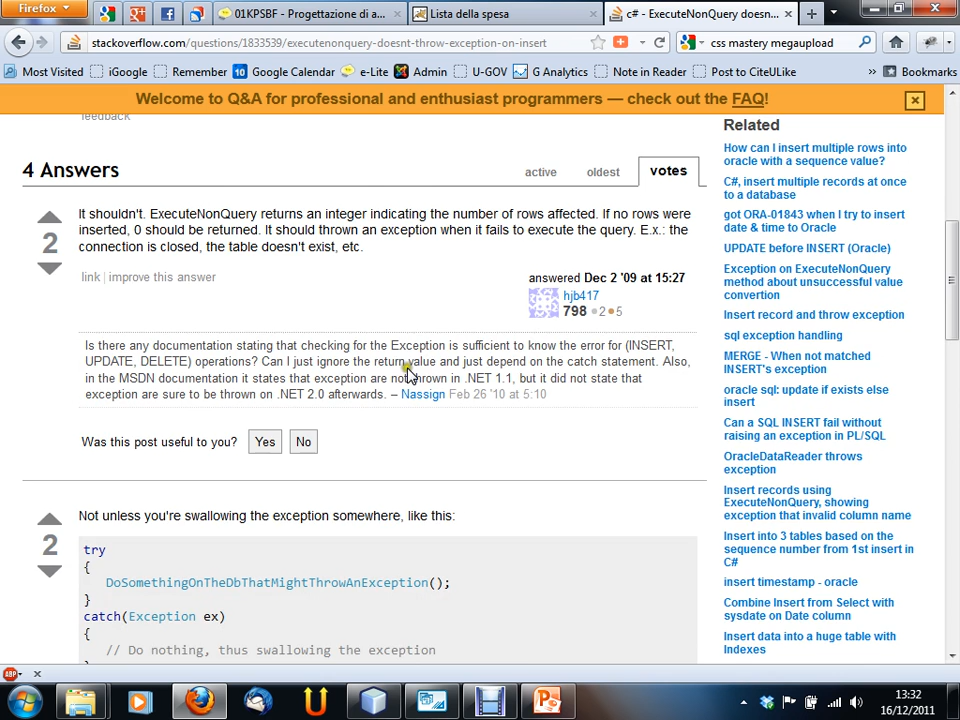 Firefox
01KPSBF - Progettazione di a...
Lista della spesa
c# - ExecuteNonQuery doesn...
stackoverflow.com/questions/1833539/executenonquery-doesnt-throw-exception-on-insert
css mastery megaupload
Most Visited
iGoogle
Remember
10 Google Calendar
e-Lite
Admin
U-GOV
G Analytics
Note in Reader
Post to CiteULike
»
Bookmarks
Welcome to Q&A for professional and enthusiast programmers — check out the FAQ!
feedback
4 Answers
active
oldest
votes
2
It shouldn't. ExecuteNonQuery returns an integer indicating the number of rows affected. If no rows were
inserted, 0 should be returned. It should thrown an exception when it fails to execute the query. E.x.: the
connection is closed, the table doesn't exist, etc.
link | improve this answer
answered Dec 2 '09 at 15:27
hjb417
798 2 5
Is there any documentation stating that checking for the Exception is sufficient to know the error for (INSERT,
UPDATE, DELETE) operations? Can I just ignore the return value and just depend on the catch statement. Also,
in the MSDN documentation it states that exception are not thrown in .NET 1.1, but it did not state that
exception are sure to be thrown on .NET 2.0 afterwards. – Nassign Feb 26 '10 at 5:10
Was this post useful to you?
Yes
No
2
Not unless you're swallowing the exception somewhere, like this:
try
{
DoSomethingOnTheDbThatMightThrowAnException();
}
catch(Exception ex)
{
// Do nothing, thus swallowing the exception
Related
How can I insert multiple rows into
oracle with a sequence value?
C#, insert multiple records at once
to a database
got ORA-01843 when I try to insert
date & time to Oracle
UPDATE before INSERT (Oracle)
Exception on ExecuteNonQuery
method about unsuccessful value
convertion
Insert record and throw exception
sql exception handling
MERGE - When not matched
INSERT's exception
oracle sql: update if exists else
insert
Can a SQL INSERT fail without
raising an exception in PL/SQL
OracleDataReader throws
exception
Insert records using
ExecuteNonQuery, showing
exception that invalid column name
Insert into 3 tables based on the
sequence number from 1st insert in
C#
insert timestamp - oracle
Combine Insert from Select with
sysdate on Date column
Insert data into a huge table with
Indexes
ABP
13:32
16/12/2011